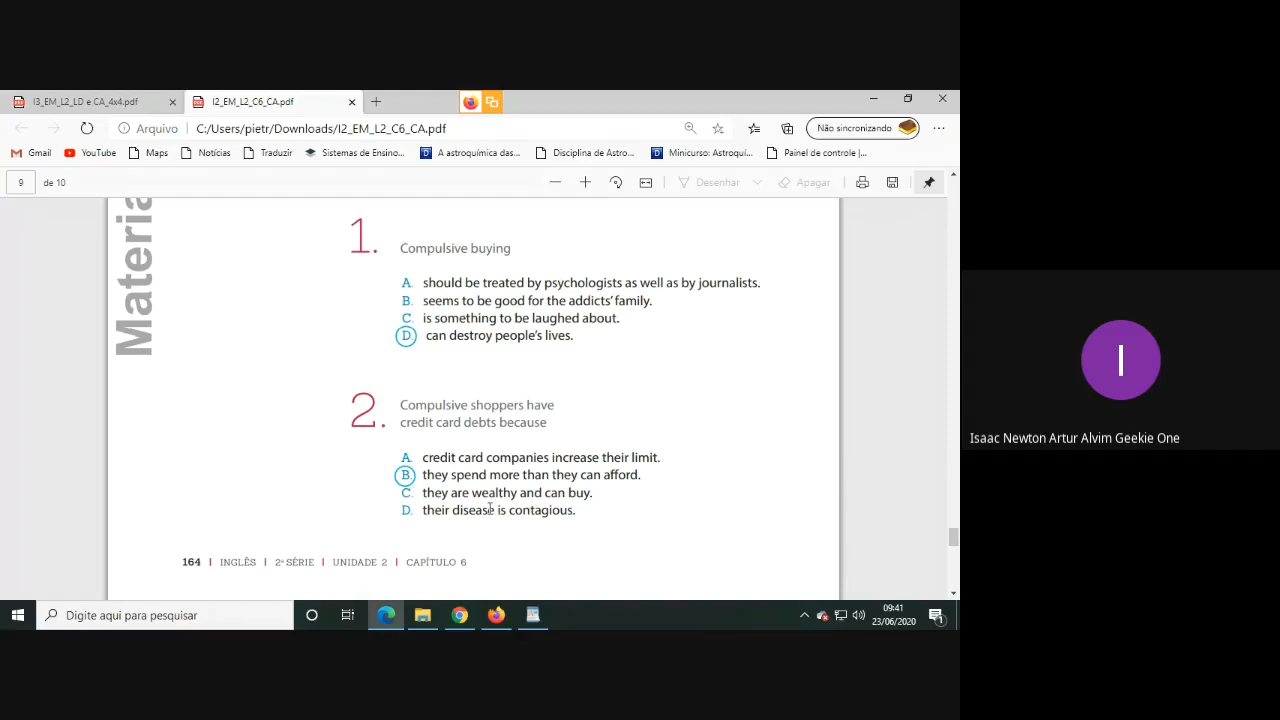 I3_EM_L2_LD e CA_4x4.pdf
I2_EM_L2_C6_CA.pdf
Arquivo
C:/Users/pietr/Downloads/I2_EM_L2_C6_CA.pdf
Não sincronizando
Gmail
YouTube
Maps
Notícias
Traduzir
Sistemas de Ensino...
A astroquímica das...
Disciplina de Astro...
Minicurso: Astroquí...
Painel de controle |...
9 de 10
Desenhar
Apagar
Materia
1. Compulsive buying
A. should be treated by psychologists as well as by journalists.
B. seems to be good for the addicts' family.
C. is something to be laughed about.
D. can destroy people's lives.
2. Compulsive shoppers have
credit card debts because
A. credit card companies increase their limit.
B. they spend more than they can afford.
C. they are wealthy and can buy.
D. their disease is contagious.
164 | INGLÊS | 2ª SÉRIE | UNIDADE 2 | CAPÍTULO 6
Digite aqui para pesquisar
09:41
23/06/2020
1
I
Isaac Newton Artur Alvim Geekie One